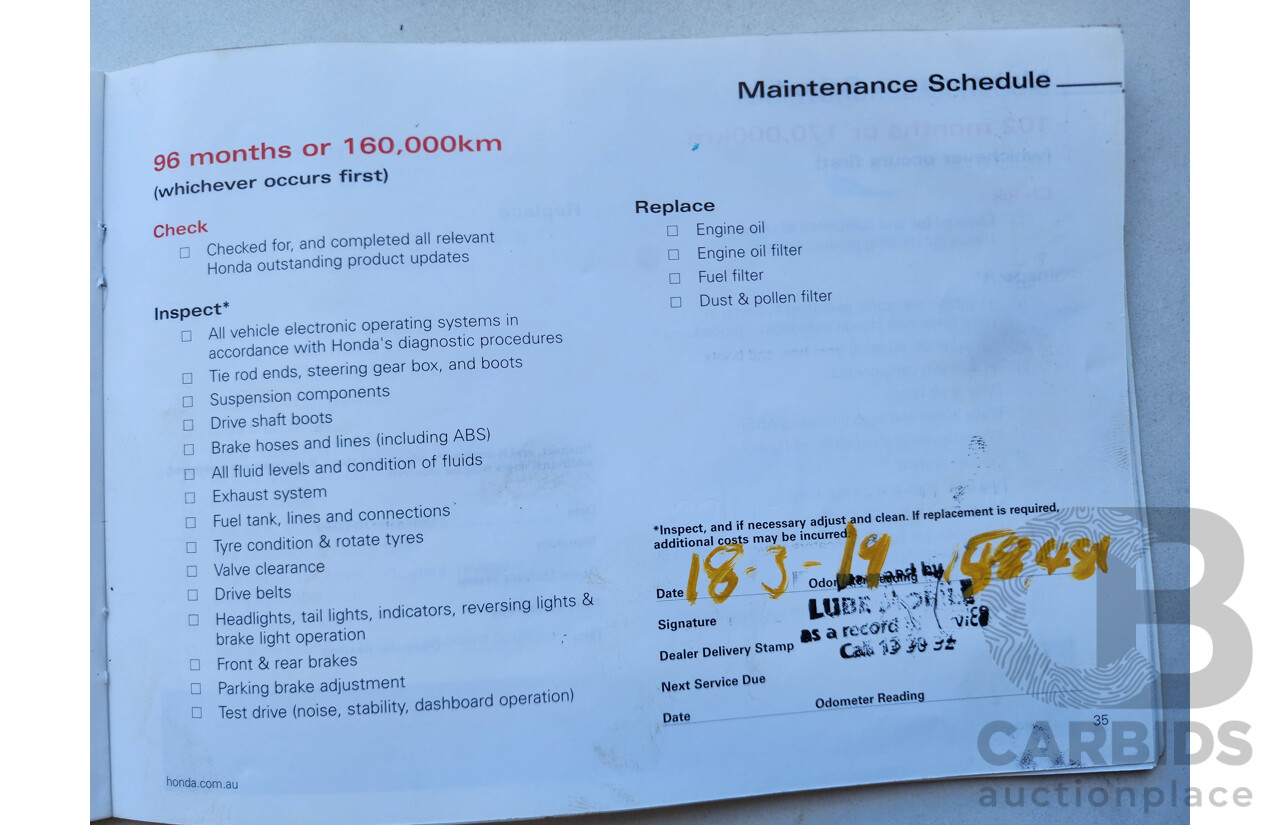 Maintenance Schedule
96 months or 160,000km
(whichever occurs first)
Check
Checked for, and completed all relevant
Honda outstanding product updates
Inspect*
All vehicle electronic operating systems in
accordance with Honda's diagnostic procedures
Tie rod ends, steering gear box, and boots
Suspension components
Drive shaft boots
Brake hoses and lines (including ABS)
All fluid levels and condition of fluids
Exhaust system
Fuel tank, lines and connections
Tyre condition & rotate tyres
Valve clearance
Drive belts
Headlights, tail lights, indicators, reversing lights &
brake light operation
Front & rear brakes
Parking brake adjustment
Test drive (noise, stability, dashboard operation)
honda.com.au
Replace
Engine oil
Engine oil filter
Fuel filter
Dust & pollen filter
*Inspect, and if necessary adjust and clean. If replacement is required,
additional costs may be incurred.
Date 18-3-19 Odometer Reading
by
LUBE
Signature
as a record
Dealer Delivery Stamp
Call 13 30 32
Next Service Due
Date Odometer Reading
35
CARBIDS
auctionplace